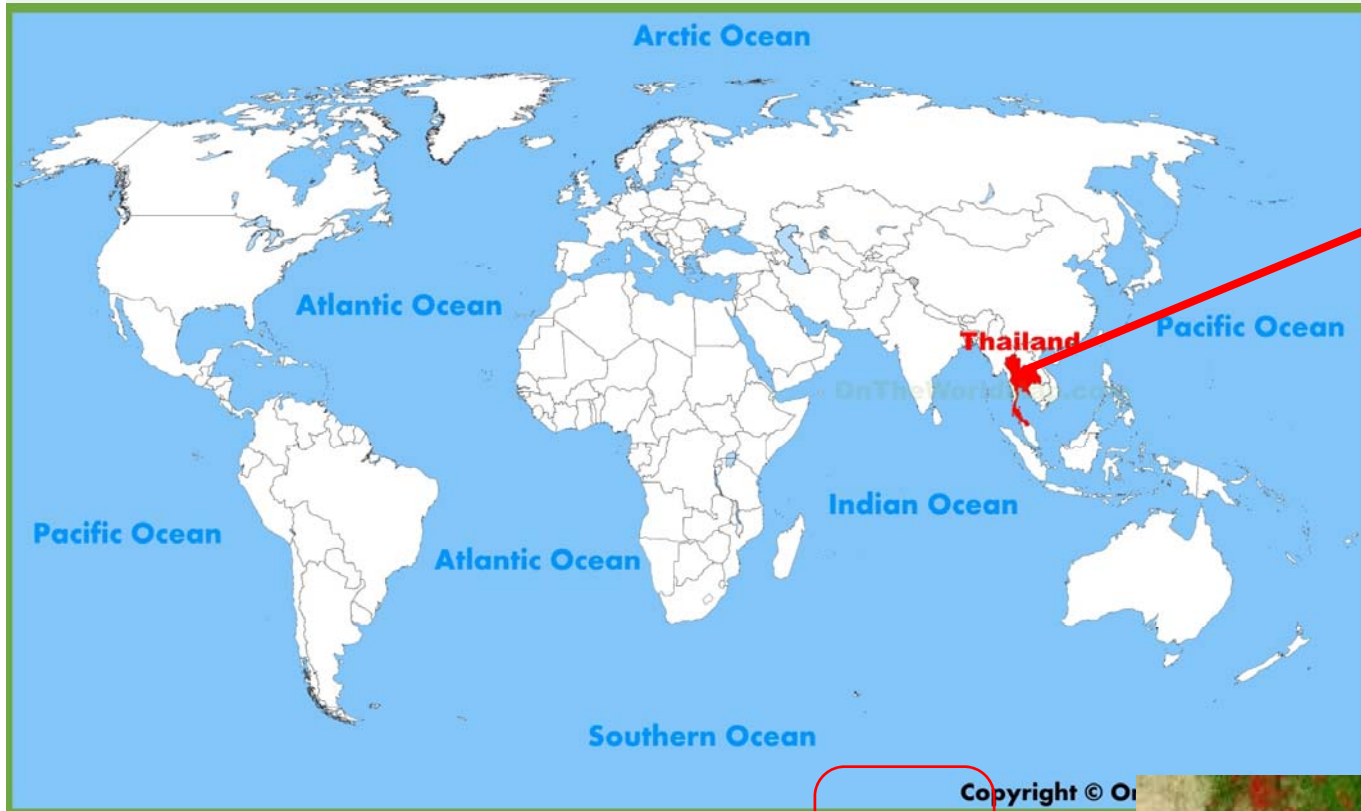 Arctic Ocean
Atlantic Ocean
Pacific Ocean
Thailand
Indian Ocean
Pacific Ocean
Atlantic Ocean
Southern Ocean
Copyright ©